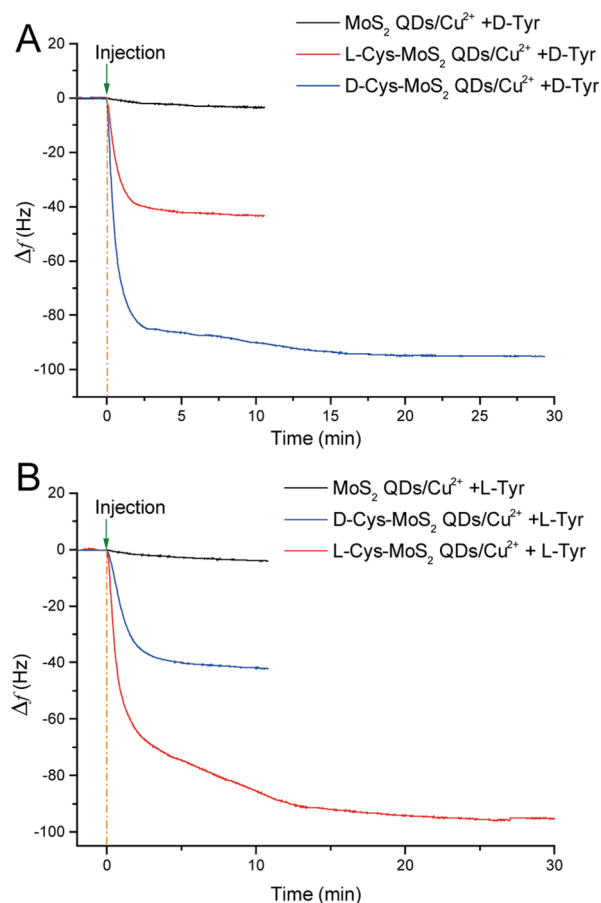 A
MoS₂ QDs/Cu²⁺ +D-Tyr
L-Cys-MoS₂ QDs/Cu²⁺ +D-Tyr
D-Cys-MoS₂ QDs/Cu²⁺ +D-Tyr
Injection
20
0
-20
-40
-60
-80
-100
Δf (Hz)
0 5 10 15 20 25 30
Time (min)
B
MoS₂ QDs/Cu²⁺ +L-Tyr
D-Cys-MoS₂ QDs/Cu²⁺ +L-Tyr
L-Cys-MoS₂ QDs/Cu²⁺ + L-Tyr
Injection
20
0
-20
-40
-60
-80
-100
Δf (Hz)
0 10 20 30
Time (min)